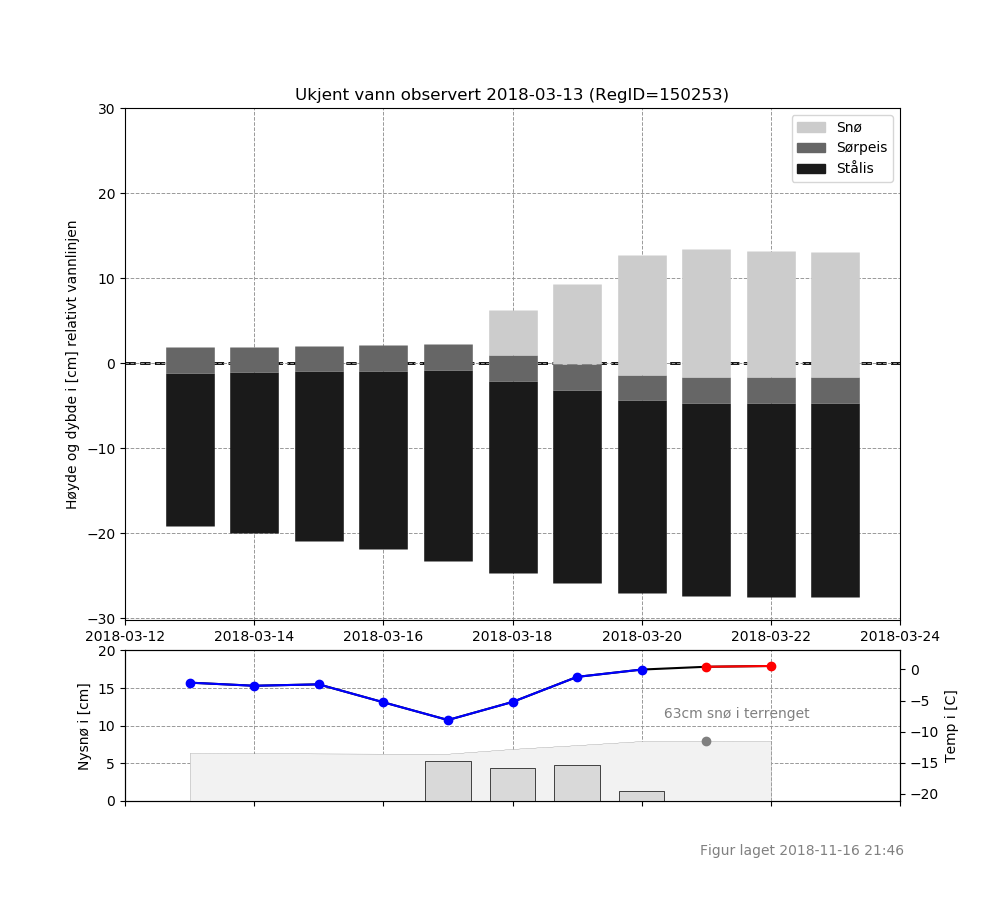 Ukjent vann observert 2018-03-13 (RegID=150253)
Høyde og dybde i [cm] relativt vannlinjen
30
20
10
0
−10
−20
−30
Snø
Sørpeis
Stålis
2018-03-12 2018-03-14 2018-03-16 2018-03-18 2018-03-20 2018-03-22 2018-03-24
Nysnø i [cm]
20
15
10
5
0
63cm snø i terrenget
0
−5
−10
−15
−20
Temp i [C]
Figur laget 2018-11-16 21:46